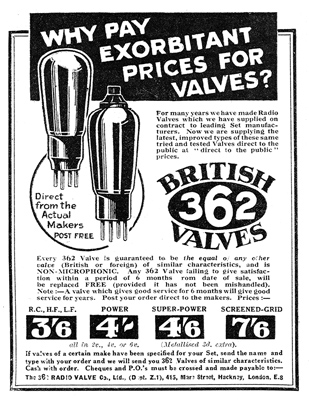 WHY PAY
EXORBITANT
PRICES FOR
VALVES?
For many years we have made Radio
Valves which we have supplied on
contract to leading Set manufac-
turers. Now we are supplying the
latest, improved types of these same
tried and tested Valves direct to the
public at "direct to the public"
prices.
Direct
from the
Actual
Makers
POST FREE
BRITISH
362
VALVES
Every 362 Valve is guaranteed to be the equal of any other
valve (British or foreign) of similar characteristics, and is
NON-MICROPHONIC. Any 362 Valve failing to give satisfac-
tion within a period of 6 months rom date of sale, will
be replaced FREE (provided it has not been mishandled).
Note :—A valve which gives good service for 6 months will give good
service for years. Post your order direct to the makers. Prices :—
R.C., H.F., L.F. POWER SUPER-POWER SCREENED-GRID
3/6 4/- 4/6 7/6
all in 2v., 4v. or 6v. (Metallised 3d. extra).
If valves of a certain make have been specified for your Set, send the name and
type with your order and we will send you 362 Valves of similar characteristics.
Cash with order. Cheques and P.O.'s must be crossed and made payable to:—
The 362 RADIO VALVE Co., Ltd., (Dept. Z.1), 415, Mare Street, Hackney, London, E.8